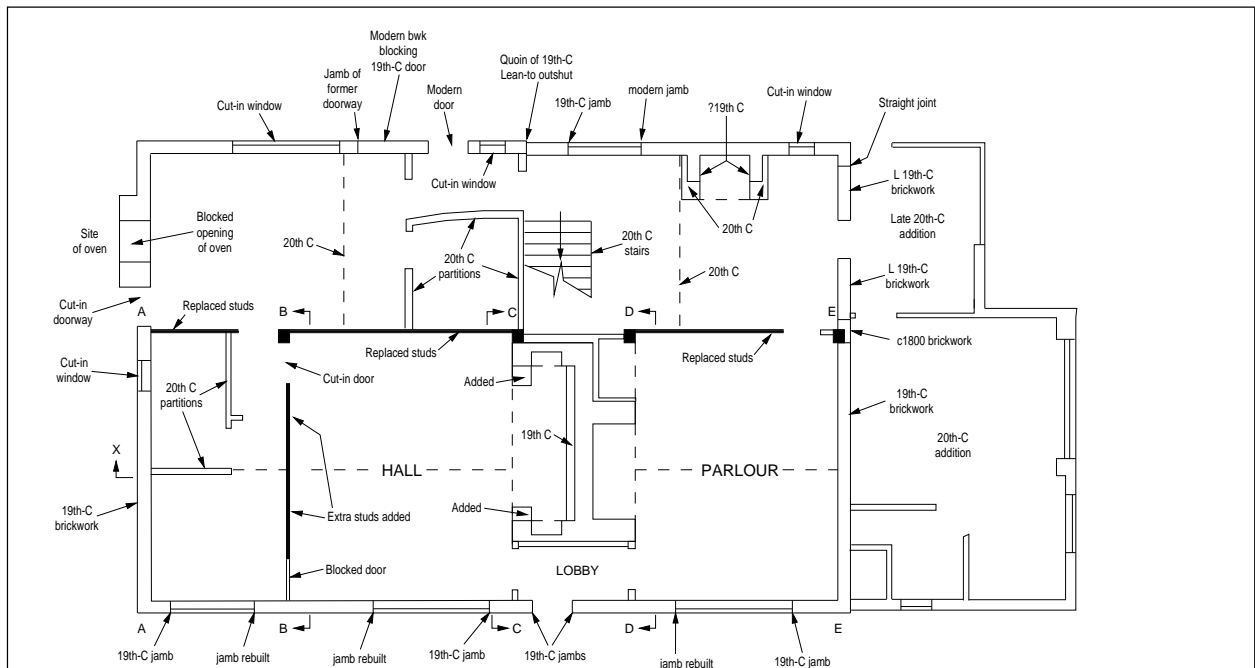 Modern bwk
blocking
19th-C door
Quoin of 19th-C
Lean-to outshut
Jamb of
former
doorway
Modern
door
19th-C jamb
modern jamb
?19th C
Cut-in window
Cut-in window
Straight joint
Cut-in window
L 19th-C
brickwork
Site
of oven
Blocked
opening
of oven
20th C
20th C
partitions
20th C
stairs
20th C
20th C
Late 20th-C
addition
L 19th-C
brickwork
Cut-in
doorway
A
Replaced studs
B
C
D
E
Replaced studs
Replaced studs
c1800 brickwork
Cut-in
window
20th C
partitions
Cut-in door
Added
19th-C
brickwork
19th C
20th-C
addition
X
HALL
PARLOUR
19th-C
brickwork
Extra studs added
Added
Blocked door
LOBBY
A
B
C
D
E
19th-C jamb
jamb rebuilt
jamb rebuilt
19th-C jamb
19th-C jambs
jamb rebuilt
19th-C jamb